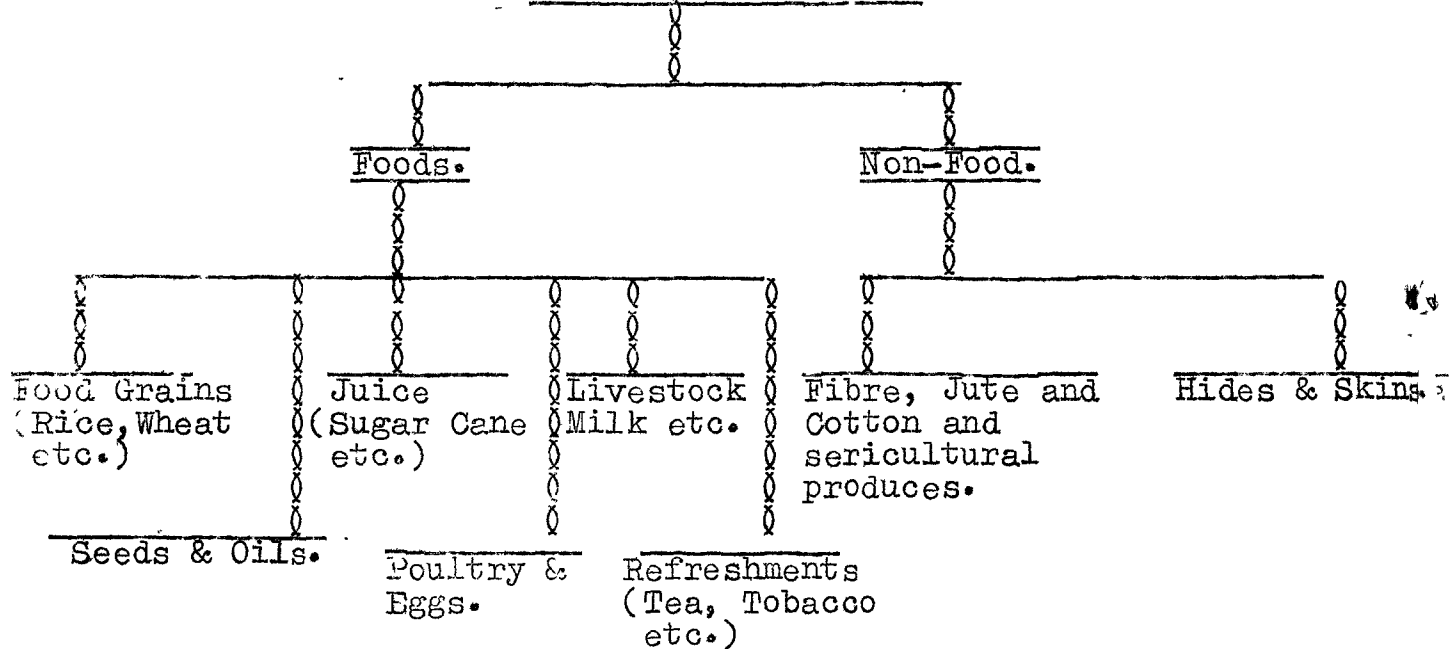 Foods.
Non-Food.
Food Grains
(Rice, Wheat
etc.)
Juice
(Sugar Cane
etc.)
Livestock
Milk etc.
Fibre, Jute and
Cotton and
sericultural
produces.
Hides & Skins.
Seeds & Oils.
Poultry &
Eggs.
Refreshments
(Tea, Tobacco
etc.)